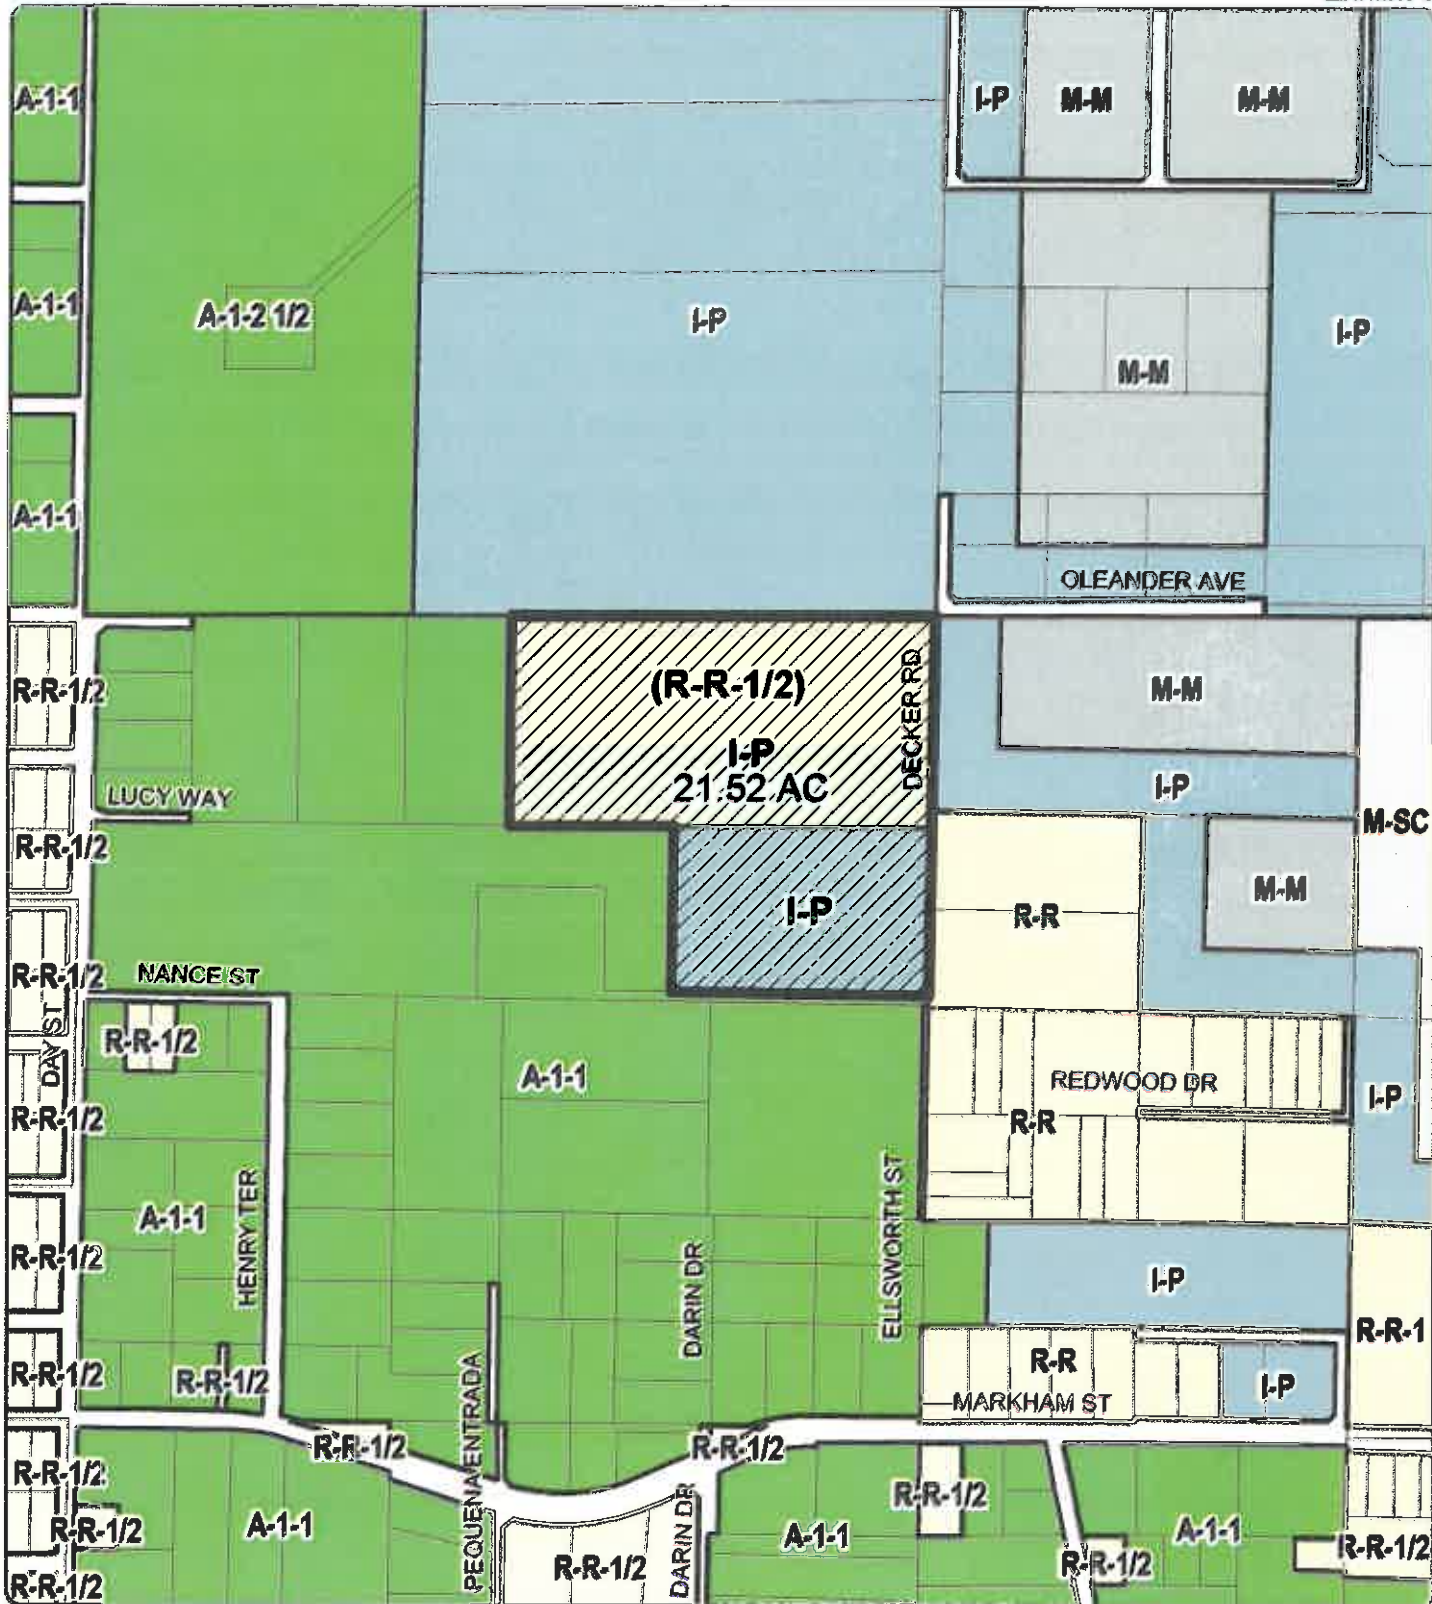 A-1-1
I-P
M-M
M-M
A-1-1
A-1-2 1/2
I-P
I-P
M-M
A-1-1
OLEANDER AVE
R-R-1/2
(R-R-1/2)
DECKER RD
M-M
I-P
21.52 AC
LUCY WAY
I-P
M-SC
R-R-1/2
M-M
I-P
R-R
R-R-1/2
NANCE ST
DAY ST
R-R-1/2
A-1-1
REDWOOD DR
I-P
R-R-1/2
R-R
HENRY TER
A-1-1
ELLSWORTH ST
R-R-1/2
DARIN DR
I-P
R-R-1
R-R-1/2
R-R-1/2
R-R
I-P
MARKHAM ST
PEQUENA ENTRADA
R-R-1/2
R-R-1/2
R-R-1/2
R-R-1/2
R-R-1/2
A-1-1
DARIN DR
A-1-1
A-1-1
R-R-1/2
R-R-1/2
R-R-1/2
R-R-1/2
R-R-1/2